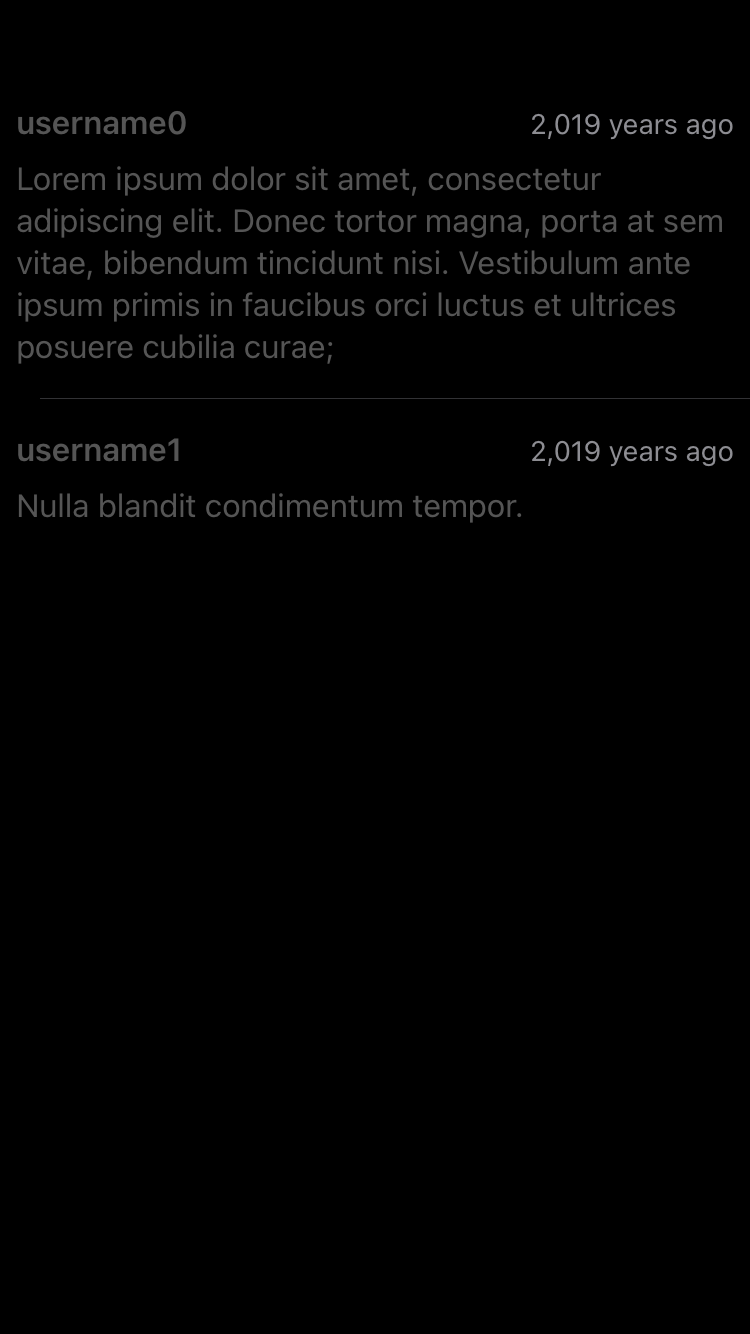 username0 2,019 years ago
Lorem ipsum dolor sit amet, consectetur
adipiscing elit. Donec tortor magna, porta at sem
vitae, bibendum tincidunt nisi. Vestibulum ante
ipsum primis in faucibus orci luctus et ultrices
posuere cubilia curae;
username1 2,019 years ago
Nulla blandit condimentum tempor.